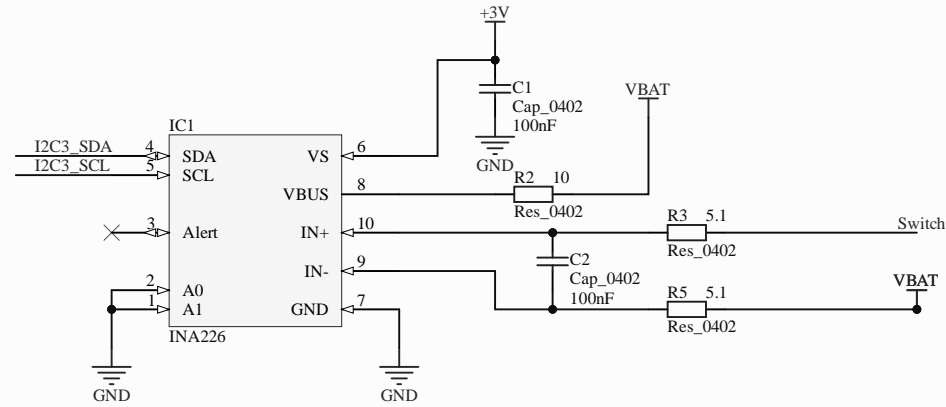 +3V
C1
Cap_0402
100nF
GND
VBAT
IC1
I2C3_SDA
4
SDA
VS
6
I2C3_SCL
5
SCL
VBUS
8
R2
10
Res_0402
3
Alert
IN+
10
R3
5.1
Switch
Res_0402
IN-
9
C2
Cap_0402
100nF
VBAT
2
A0
1
A1
GND
7
R5
5.1
Res_0402
INA226
GND
GND